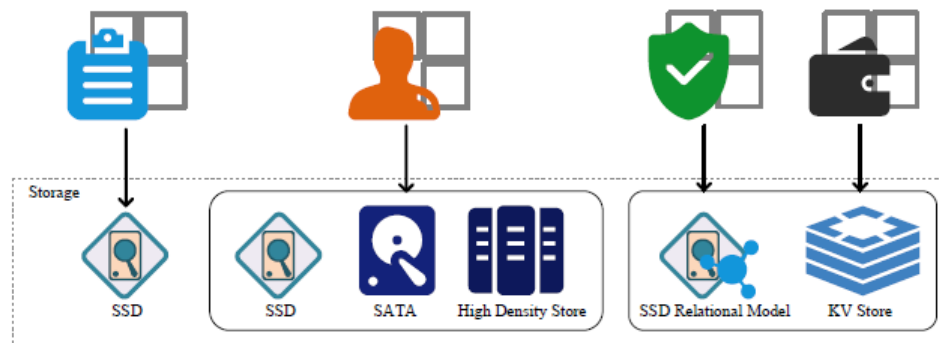 Storage
SSD
SSD
SATA
High Density Store
SSD Relational Model
KV Store